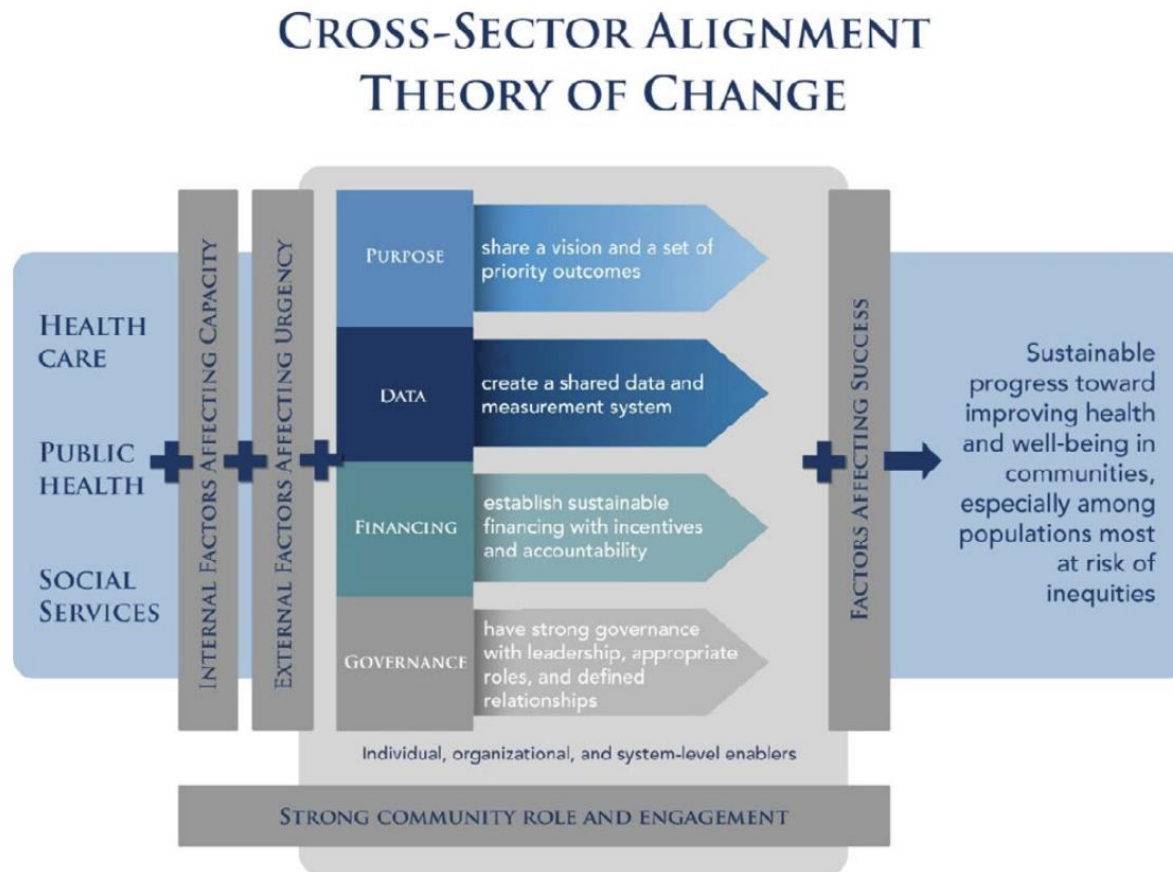 CROSS-SECTOR ALIGNMENT
THEORY OF CHANGE
HEALTH
CARE
PUBLIC
HEALTH
SOCIAL
SERVICES
INTERNAL FACTORS AFFECTING CAPACITY
EXTERNAL FACTORS AFFECTING URGENCY
PURPOSE
share a vision and a set of
priority outcomes
DATA
create a shared data and
measurement system
FINANCING
establish sustainable
financing with incentives
and accountability
GOVERNANCE
have strong governance
with leadership, appropriate
roles, and defined
relationships
Individual, organizational, and system-level enablers
FACTORS AFFECTING SUCCESS
Sustainable
progress toward
improving health
and well-being in
communities,
especially among
populations most
at risk of
inequities
STRONG COMMUNITY ROLE AND ENGAGEMENT